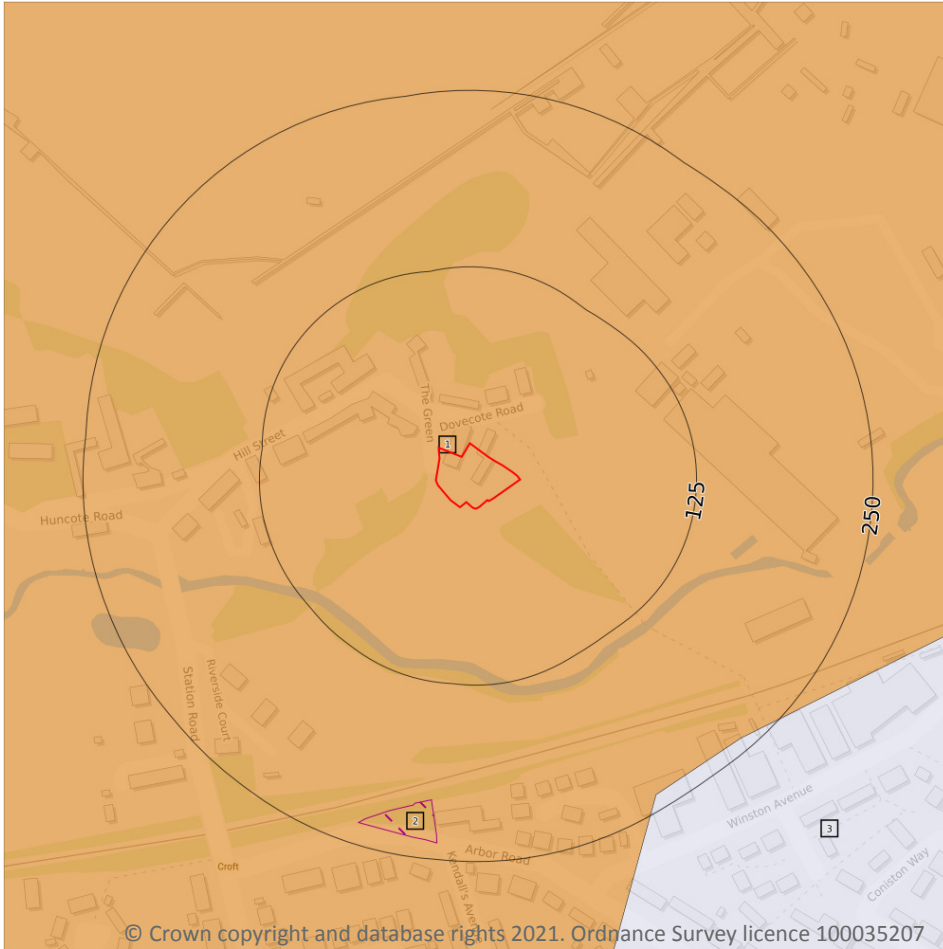 The Green
Dovecote Road
1
Hill Street
125
250
Huncote Road
Station Road
Riverside Court
Winston Avenue
2
3
Arbor Road
Croft
Kendall's Avenue
Coniston Way
© Crown copyright and database rights 2021. Ordnance Survey licence 100035207